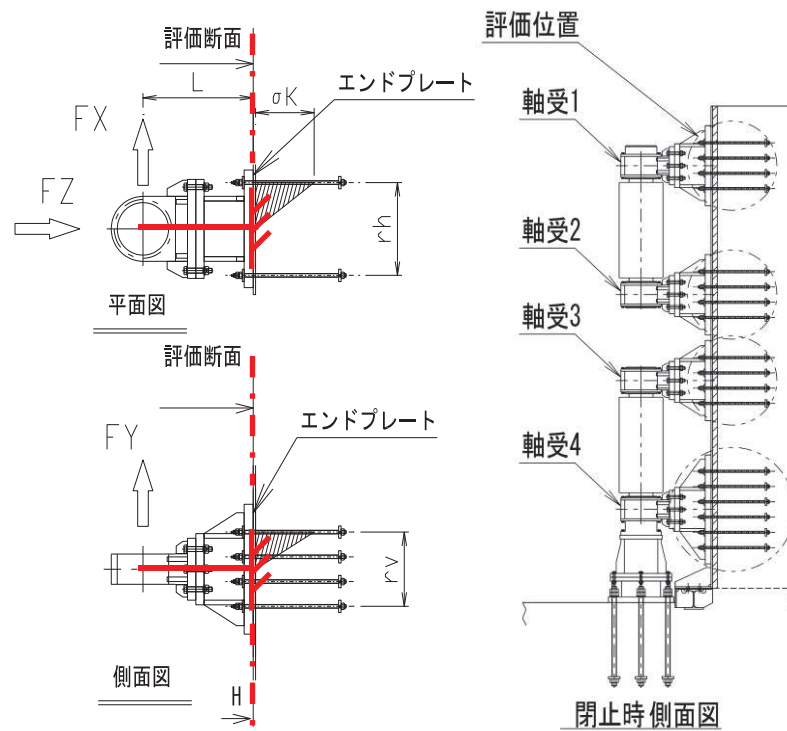 評価断面
L
σK
エンドプレート
FX
FZ
rh
平面図
評価断面
エンドプレート
FY
rv
側面図
H
評価位置
軸受1
軸受2
軸受3
軸受4
閉止時側面図